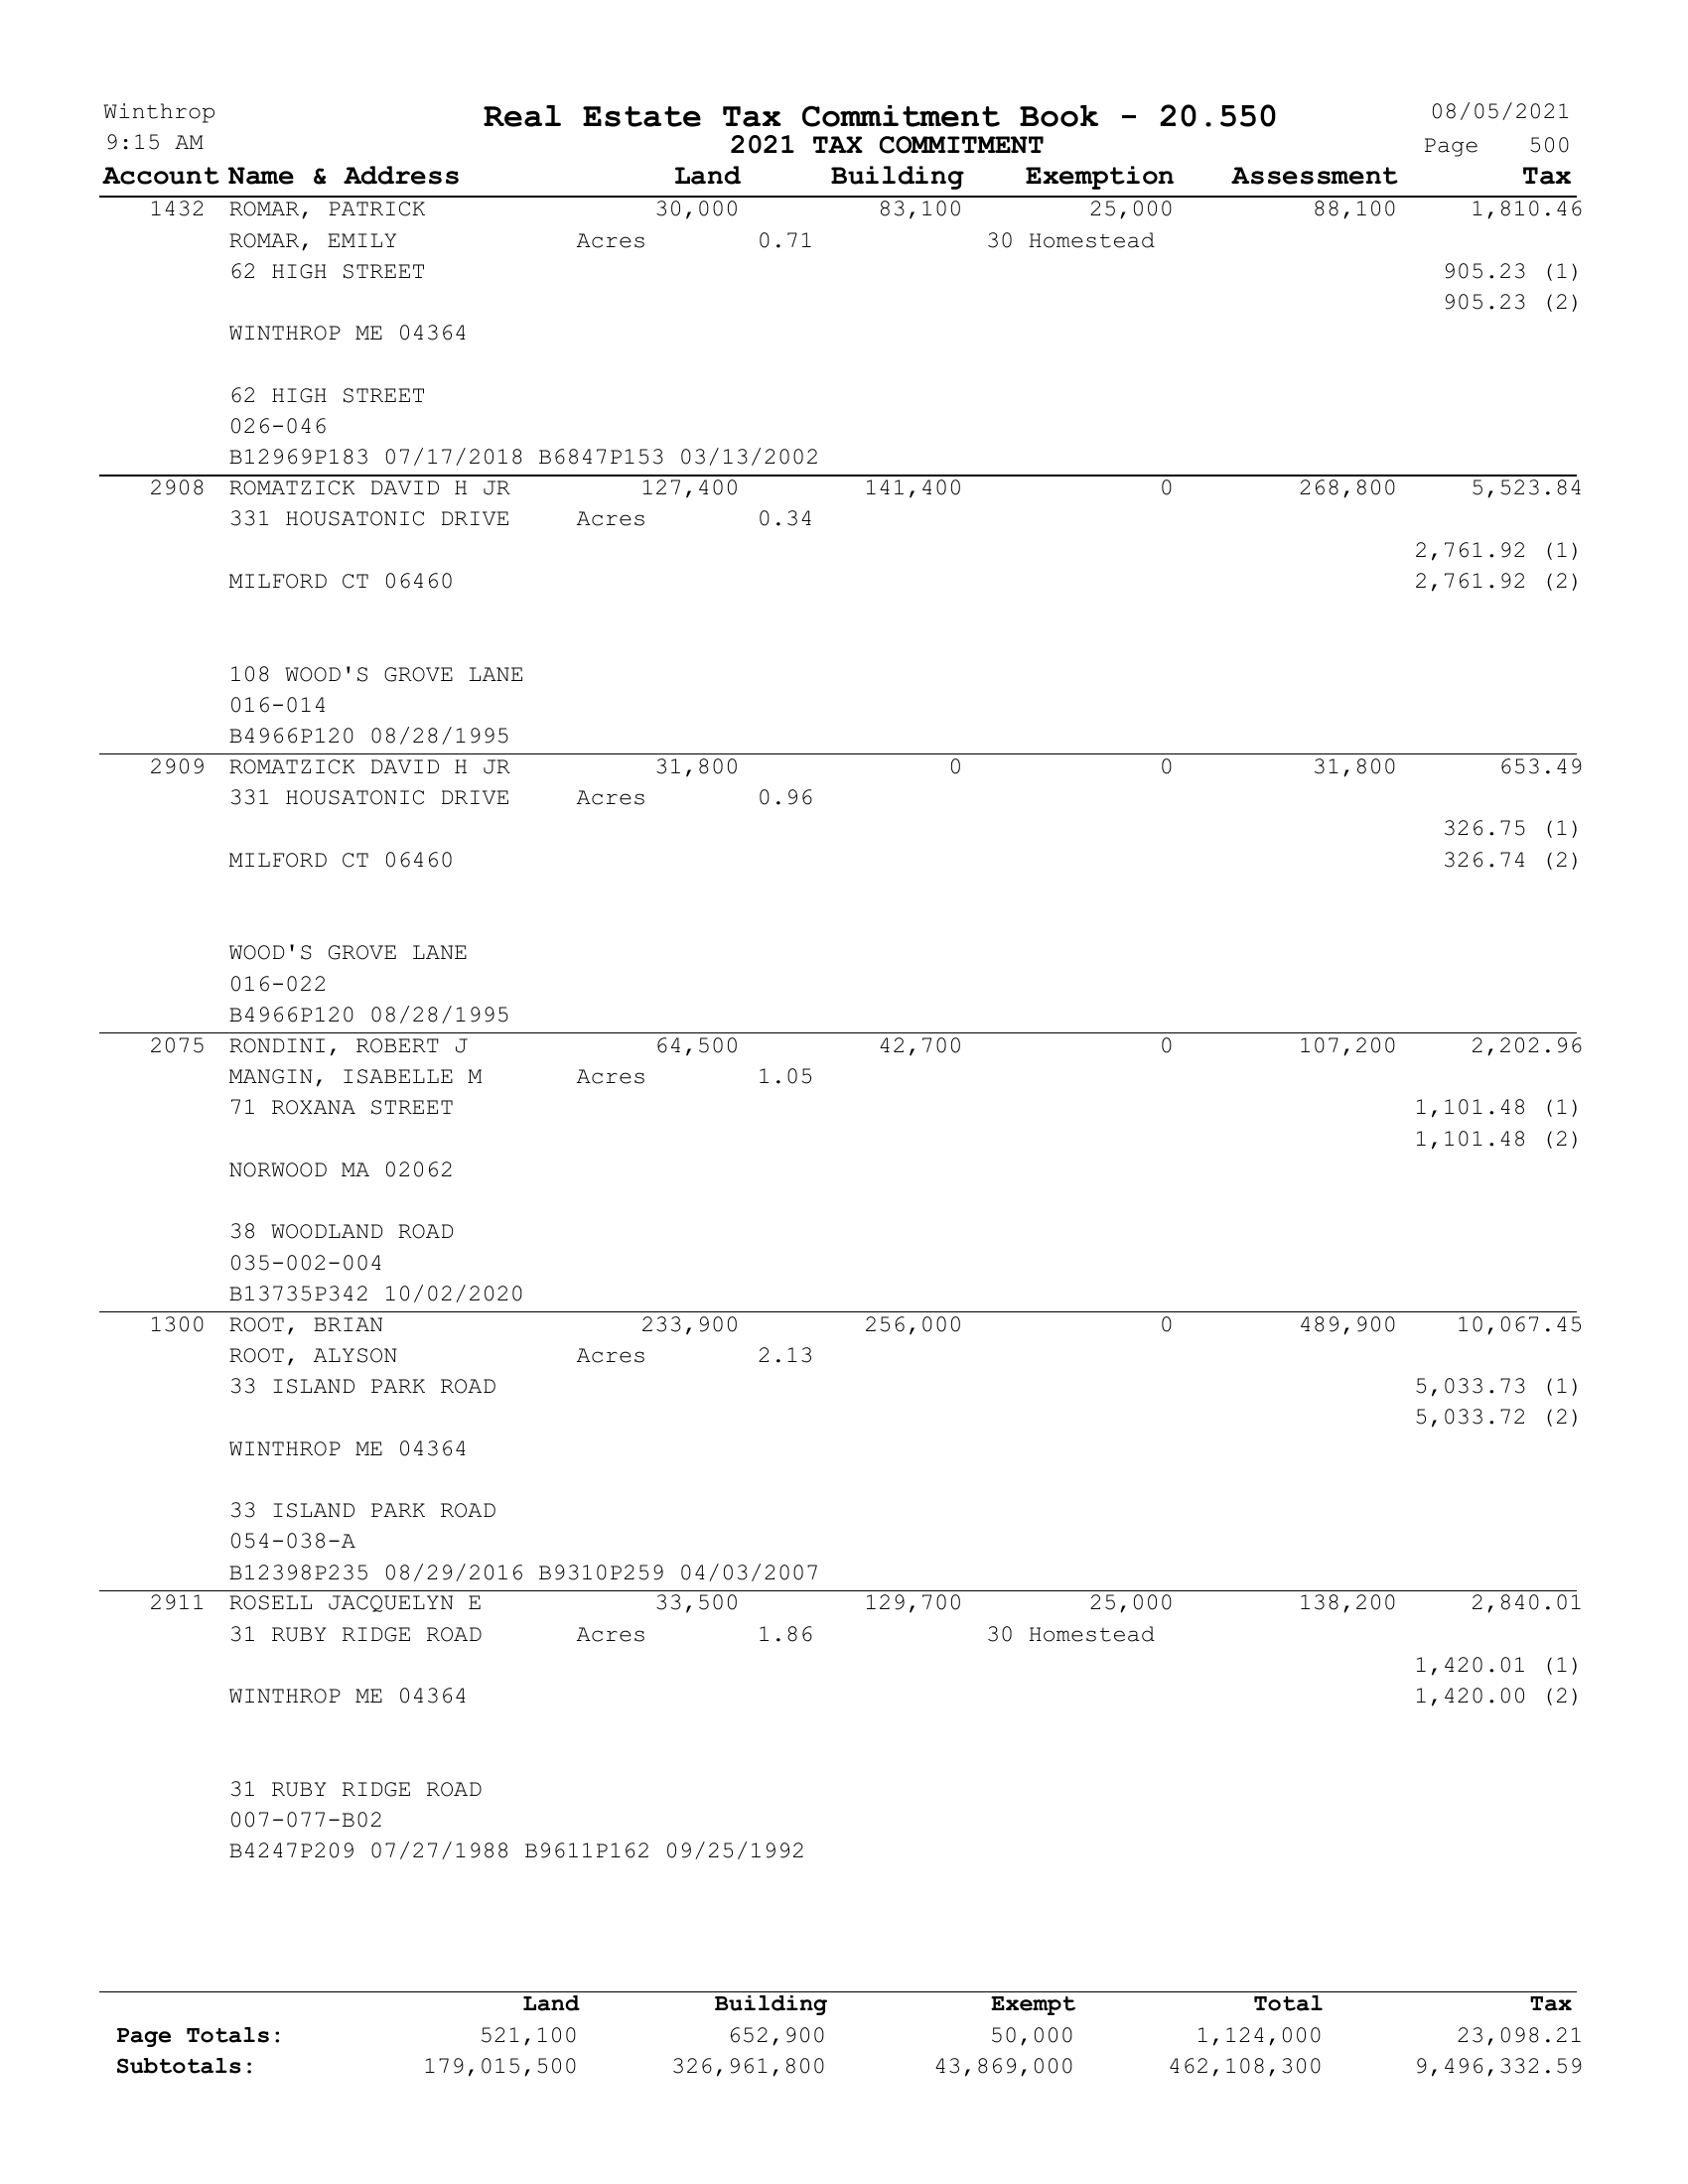 Winthrop Real Estate Tax Commitment Book - 20.550 08/05/2021
9:15 AM 2021 TAX COMMITMENT Page 500
Account Name & Address Land Building Exemption Assessment Tax
1432 ROMAR, PATRICK 30,000 83,100 25,000 88,100 1,810.46
ROMAR, EMILY Acres 0.71 30 Homestead
62 HIGH STREET 905.23 (1)
905.23 (2)
WINTHROP ME 04364
62 HIGH STREET
026-046
B12969P183 07/17/2018 B6847P153 03/13/2002
2908 ROMATZICK DAVID H JR 127,400 141,400 0 268,800 5,523.84
331 HOUSATONIC DRIVE Acres 0.34
2,761.92 (1)
MILFORD CT 06460 2,761.92 (2)
108 WOOD'S GROVE LANE
016-014
B4966P120 08/28/1995
2909 ROMATZICK DAVID H JR 31,800 0 0 31,800 653.49
331 HOUSATONIC DRIVE Acres 0.96
326.75 (1)
MILFORD CT 06460 326.74 (2)
WOOD'S GROVE LANE
016-022
B4966P120 08/28/1995
2075 RONDINI, ROBERT J 64,500 42,700 0 107,200 2,202.96
MANGIN, ISABELLE M Acres 1.05
71 ROXANA STREET 1,101.48 (1)
1,101.48 (2)
NORWOOD MA 02062
38 WOODLAND ROAD
035-002-004
B13735P342 10/02/2020
1300 ROOT, BRIAN 233,900 256,000 0 489,900 10,067.45
ROOT, ALYSON Acres 2.13
33 ISLAND PARK ROAD 5,033.73 (1)
5,033.72 (2)
WINTHROP ME 04364
33 ISLAND PARK ROAD
054-038-A
B12398P235 08/29/2016 B9310P259 04/03/2007
2911 ROSELL JACQUELYN E 33,500 129,700 25,000 138,200 2,840.01
31 RUBY RIDGE ROAD Acres 1.86 30 Homestead
1,420.01 (1)
WINTHROP ME 04364 1,420.00 (2)
31 RUBY RIDGE ROAD
007-077-B02
B4247P209 07/27/1988 B9611P162 09/25/1992
Land Building Exempt Total Tax
Page Totals: 521,100 652,900 50,000 1,124,000 23,098.21
Subtotals: 179,015,500 326,961,800 43,869,000 462,108,300 9,496,332.59